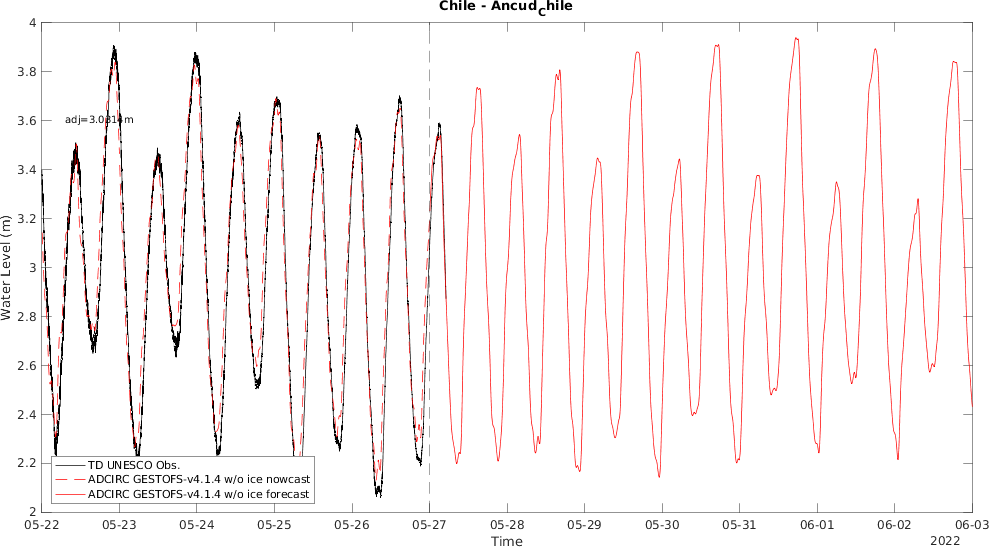 Chile - Ancud_Chile
4
3.8
3.6
3.4
3.2
3
2.8
2.6
2.4
2.2
2
Water Level (m)
adj=3.0814m
TD UNESCO Obs.
ADCIRC GESTOFS-v4.1.4 w/o ice nowcast
ADCIRC GESTOFS-v4.1.4 w/o ice forecast
05-22 05-23 05-24 05-25 05-26 05-27 05-28 05-29 05-30 05-31 06-01 06-02 06-03
Time
2022